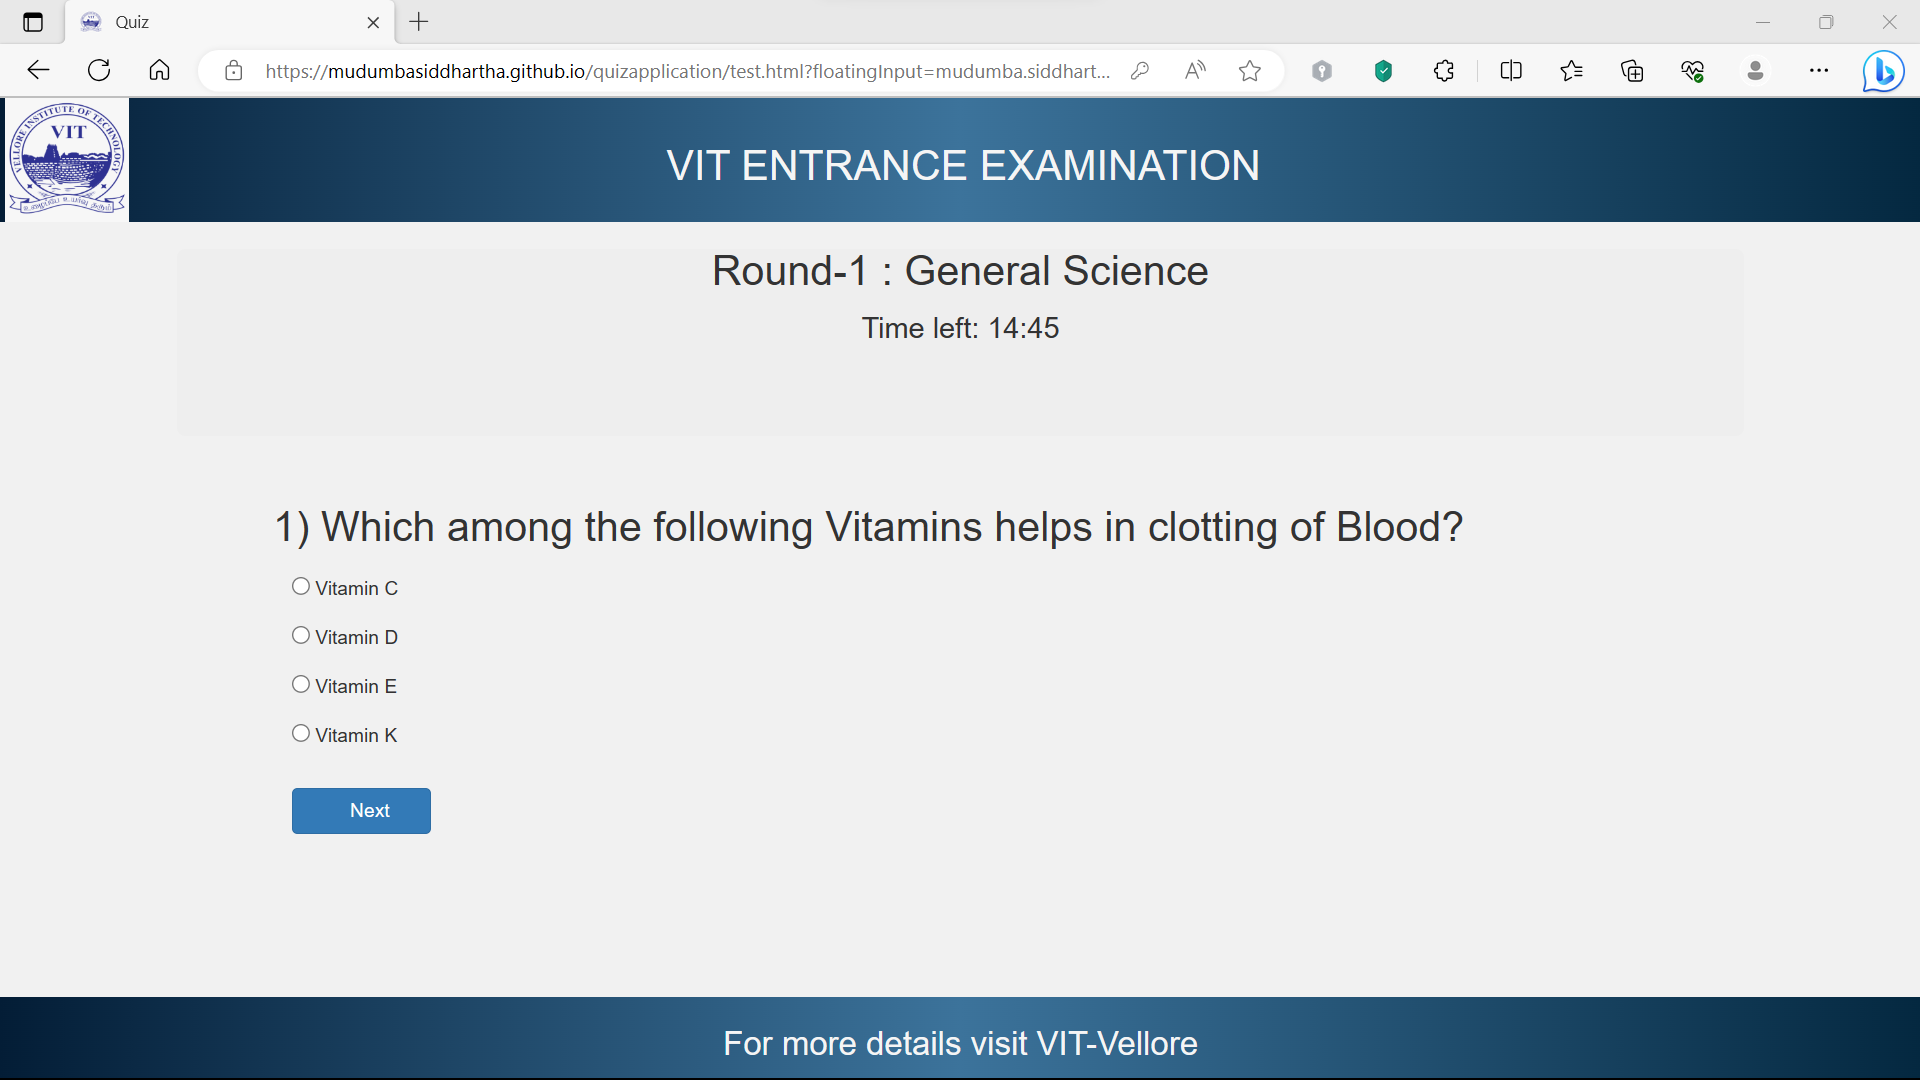 Quiz
https://mudumbasiddhartha.github.io/quizapplication/test.html?floatingInput=mudumba.siddhart...
VELLORE INSTITUTE OF TECHNOLOGY
VIT
VIT ENTRANCE EXAMINATION
Round-1 : General Science
Time left: 14:45
1) Which among the following Vitamins helps in clotting of Blood?
Vitamin C
Vitamin D
Vitamin E
Vitamin K
Next
For more details visit VIT-Vellore